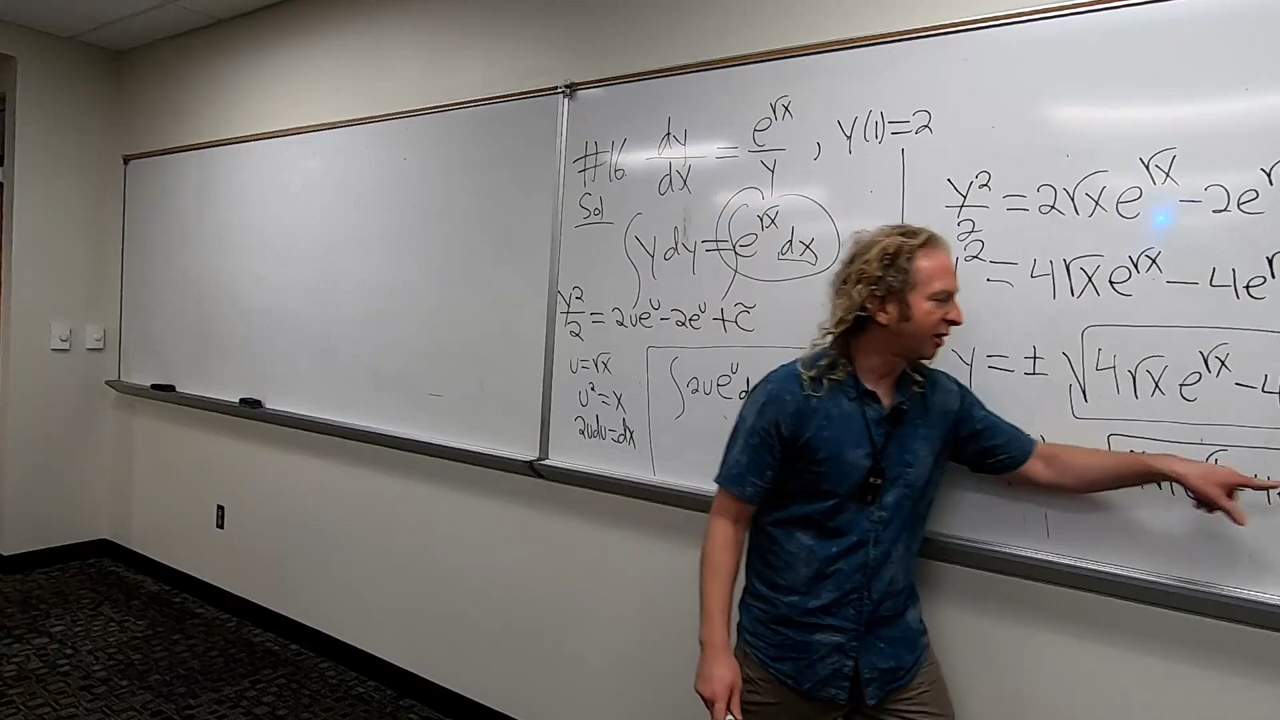 #16. dy/dx = e^√x / y , y(1)=2
Sol
∫ y dy = ∫ e^√x dx
y²/2 = 2ue^u - 2e^u + c̃
u = √x
u² = x
2udu = dx
∫ 2ue^u
y²/2 = 2√x e^√x - 2e
² = 4√x e^√x - 4e
y = ± √4√x e^√x - 4